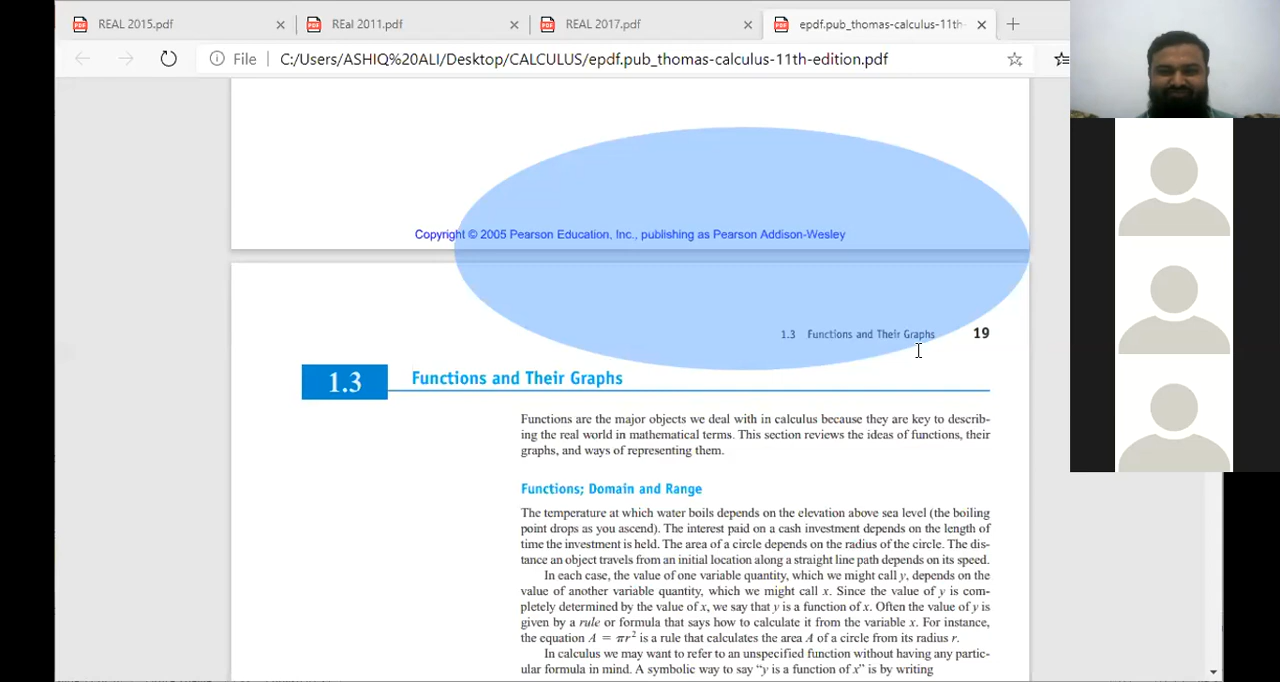 REAL 2015.pdf
REAl 2011.pdf
REAL 2017.pdf
epdf.pub_thomas-calculus-11th-
File
C:/Users/ASHIQ%20ALI/Desktop/CALCULUS/epdf.pub_thomas-calculus-11th-edition.pdf
Copyright © 2005 Pearson Education, Inc., publishing as Pearson Addison-Wesley
1.3 Functions and Their Graphs 19
1.3 Functions and Their Graphs
Functions are the major objects we deal with in calculus because they are key to describ-
ing the real world in mathematical terms. This section reviews the ideas of functions, their
graphs, and ways of representing them.
Functions; Domain and Range
The temperature at which water boils depends on the elevation above sea level (the boiling
point drops as you ascend). The interest paid on a cash investment depends on the length of
time the investment is held. The area of a circle depends on the radius of the circle. The dis-
tance an object travels from an initial location along a straight line path depends on its speed.
In each case, the value of one variable quantity, which we might call y, depends on the
value of another variable quantity, which we might call x. Since the value of y is com-
pletely determined by the value of x, we say that y is a function of x. Often the value of y is
given by a rule or formula that says how to calculate it from the variable x. For instance,
the equation A = πr² is a rule that calculates the area A of a circle from its radius r.
In calculus we may want to refer to an unspecified function without having any partic-
ular formula in mind. A symbolic way to say “y is a function of x” is by writing